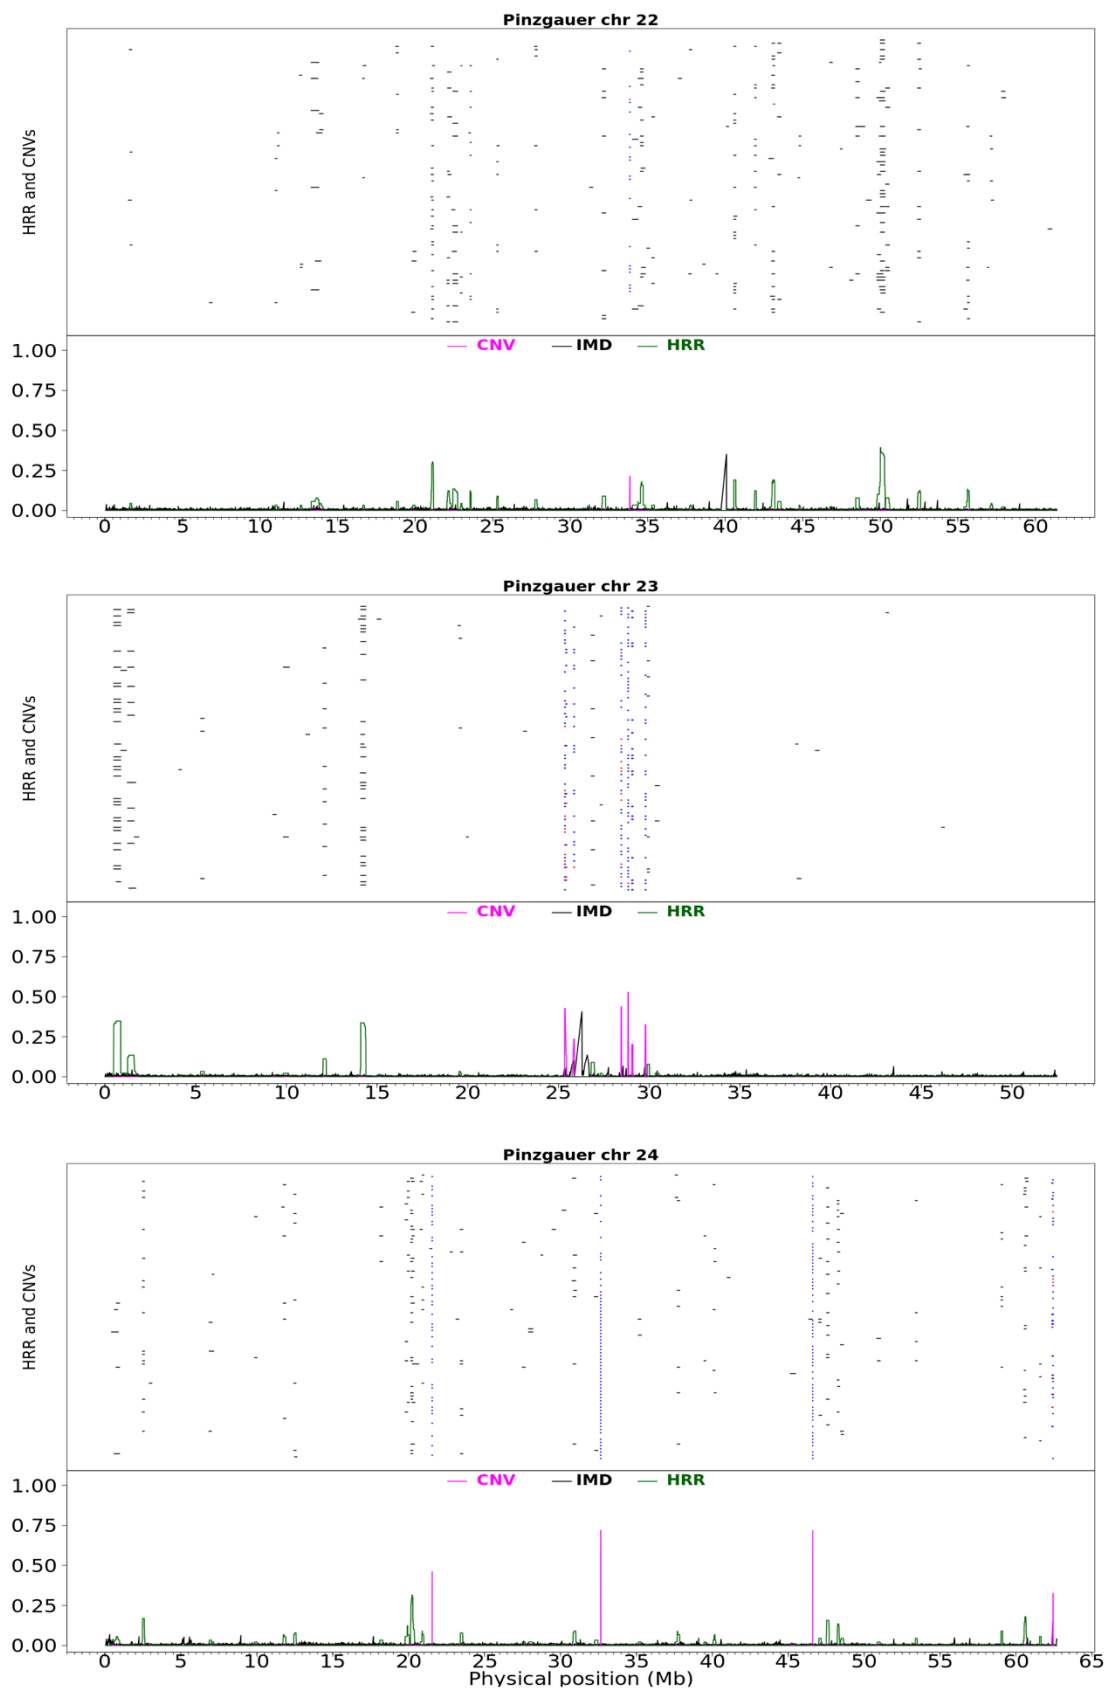 Pinzgauer chr 22
HRR and CNVs
CNV IMD HRR
1.00
0.75
0.50
0.25
0.00
0 5 10 15 20 25 30 35 40 45 50 55 60
Pinzgauer chr 23
HRR and CNVs
CNV IMD HRR
1.00
0.75
0.50
0.25
0.00
0 5 10 15 20 25 30 35 40 45 50
Pinzgauer chr 24
HRR and CNVs
CNV IMD HRR
1.00
0.75
0.50
0.25
0.00
0 5 10 15 20 25 30 35 40 45 50 55 60 65
Physical position (Mb)